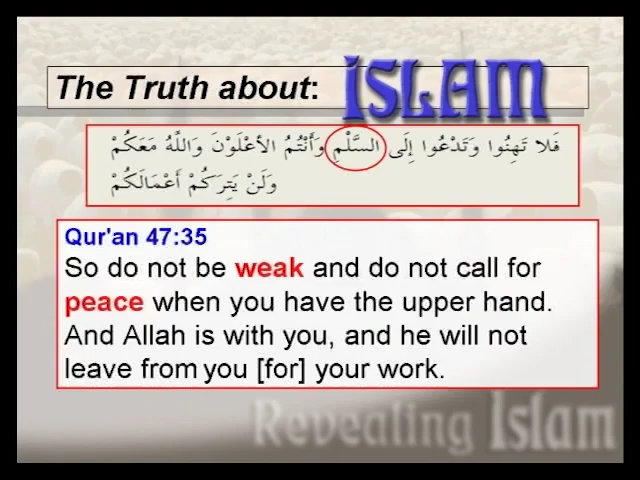 The Truth about: iSLAM
فَلا تَهِنُوا وَتَدْعُوا إِلَى السَّلْمِ وَأَنْتُمُ الأعْلَوْنَ وَاللَّهُ مَعَكُمْ
وَلَنْ يَتِرَكُمْ أَعْمَالَكُمْ
Qur'an 47:35
So do not be weak and do not call for
peace when you have the upper hand.
And Allah is with you, and he will not
leave from you [for] your work.
Revealing Islam